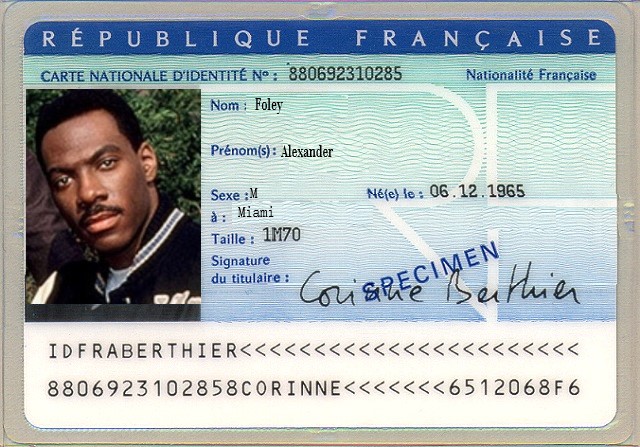 RÉPUBLIQUE FRANÇAISE
CARTE NATIONALE D'IDENTITÉ Nº : 880692310285 Nationalité Française
Nom : Foley
Prénom(s) : Alexander
Sexe : M Né(e) le : 06.12.1965
à : Miami
Taille : 1M70
Signature
du titulaire : Corinne Berthier
SPECIMEN
IDFRABERTHIER<<<<<<<<<<<<<<<<<<<<<<<
8806923102858CORINNE<<<<<<<6512068F6